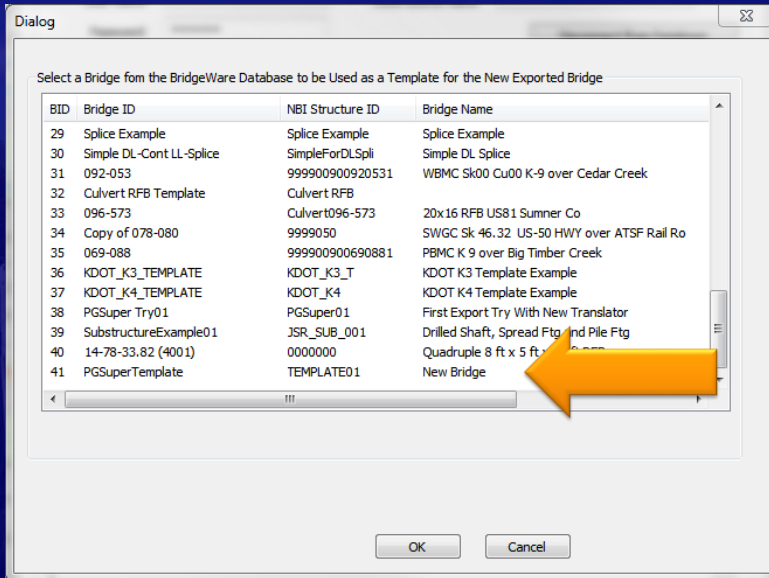 Dialog
Select a Bridge fom the BridgeWare Database to be Used as a Template for the New Exported Bridge
BID Bridge ID NBI Structure ID Bridge Name
29 Splice Example Splice Example Splice Example
30 Simple DL-Cont LL-Splice SimpleForDLSpli Simple DL Splice
31 092-053 999900900920531 WBMC Sk00 Cu00 K-9 over Cedar Creek
32 Culvert RFB Template Culvert RFB
33 096-573 Culvert096-573 20x16 RFB US81 Sumner Co
34 Copy of 078-080 9999050 SWGC Sk 46.32 US-50 HWY over ATSF Rail Ro
35 069-088 999900900690881 PBMC K 9 over Big Timber Creek
36 KDOT_K3_TEMPLATE KDOT_K3_T KDOT K3 Template Example
37 KDOT_K4_TEMPLATE KDOT_K4 KDOT K4 Template Example
38 PGSuper Try01 PGSuper01 First Export Try With New Translator
39 SubstructureExample01 JSR_SUB_001 Drilled Shaft, Spread Ftg and Pile Ftg
40 14-78-33.82 (4001) 0000000 Quadruple 8 ft x 5 ft
41 PGSuperTemplate TEMPLATE01 New Bridge
OK Cancel